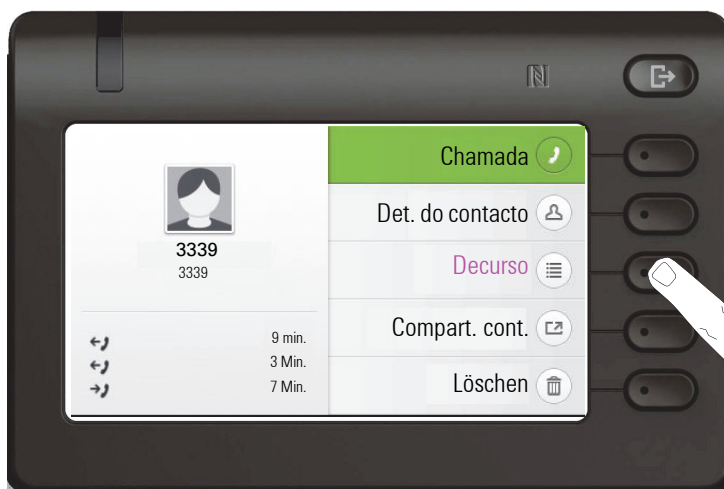 3339
3339
9 min.
3 Min.
7 Min.
Chamada
Det. do contacto
Decurso
Compart. cont.
Löschen